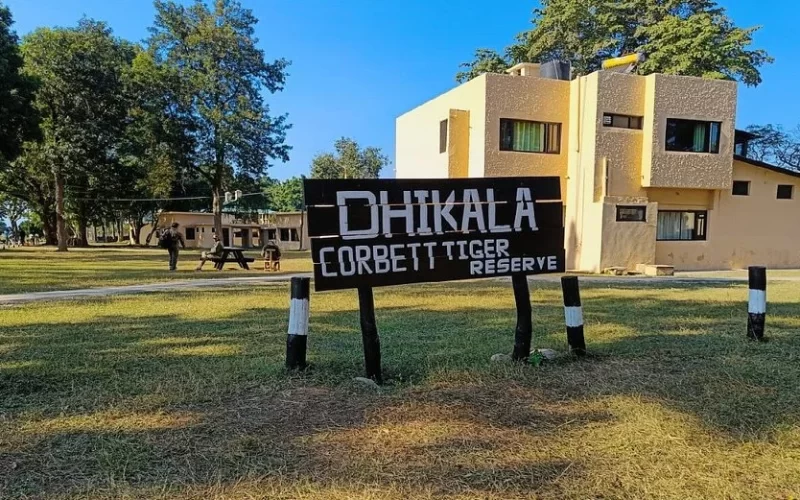 DHIKALA
CORBETT TIGER
RESERVE